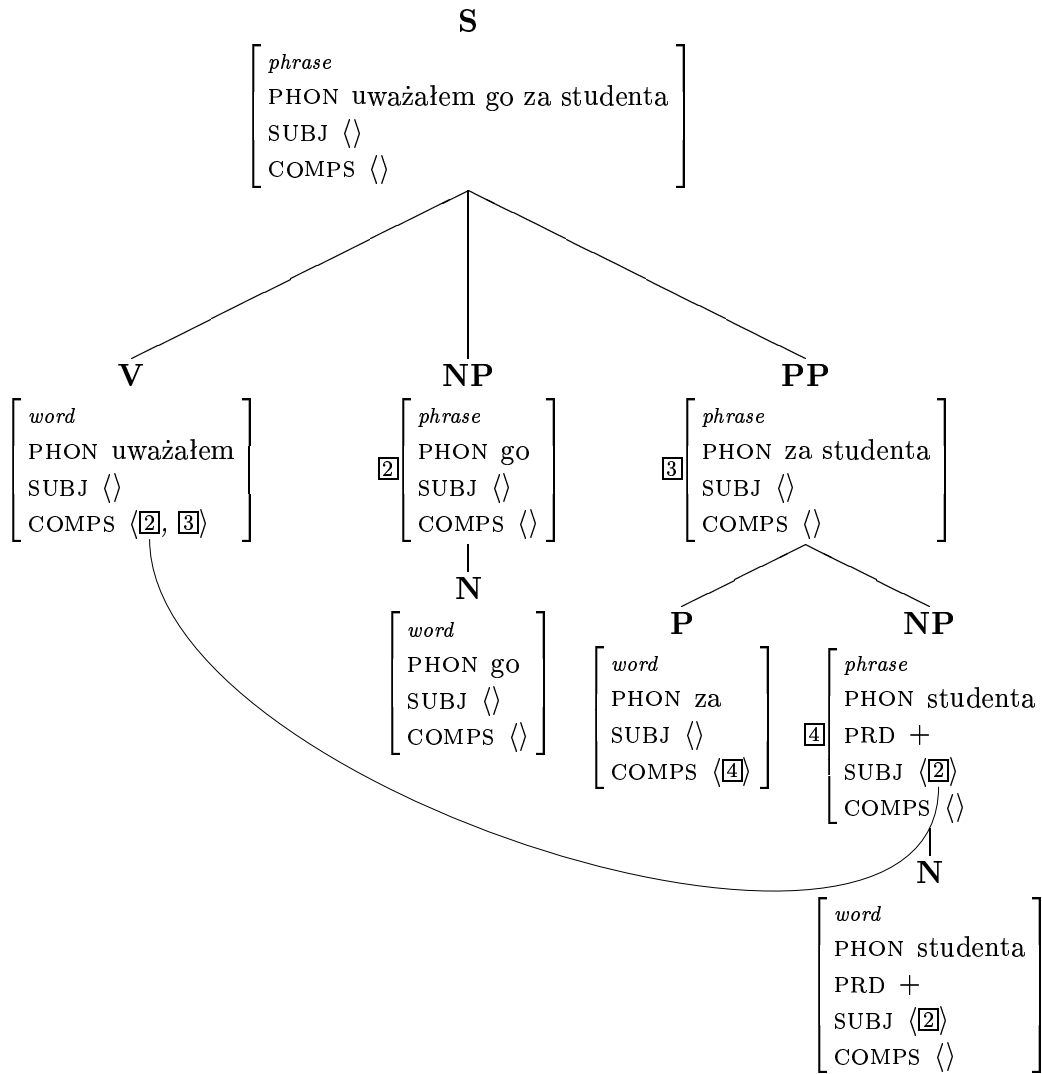 S
phrase
PHON uważałem go za studenta
SUBJ ⟨⟩
COMPS ⟨⟩
V
word
PHON uważałem
SUBJ ⟨⟩
COMPS ⟨2, 3⟩
NP
2
phrase
PHON go
SUBJ ⟨⟩
COMPS ⟨⟩
N
word
PHON go
SUBJ ⟨⟩
COMPS ⟨⟩
PP
3
phrase
PHON za studenta
SUBJ ⟨⟩
COMPS ⟨⟩
P
word
PHON za
SUBJ ⟨⟩
COMPS ⟨4⟩
NP
4
phrase
PHON studenta
PRD +
SUBJ ⟨2⟩
COMPS ⟨⟩
N
word
PHON studenta
PRD +
SUBJ ⟨2⟩
COMPS ⟨⟩